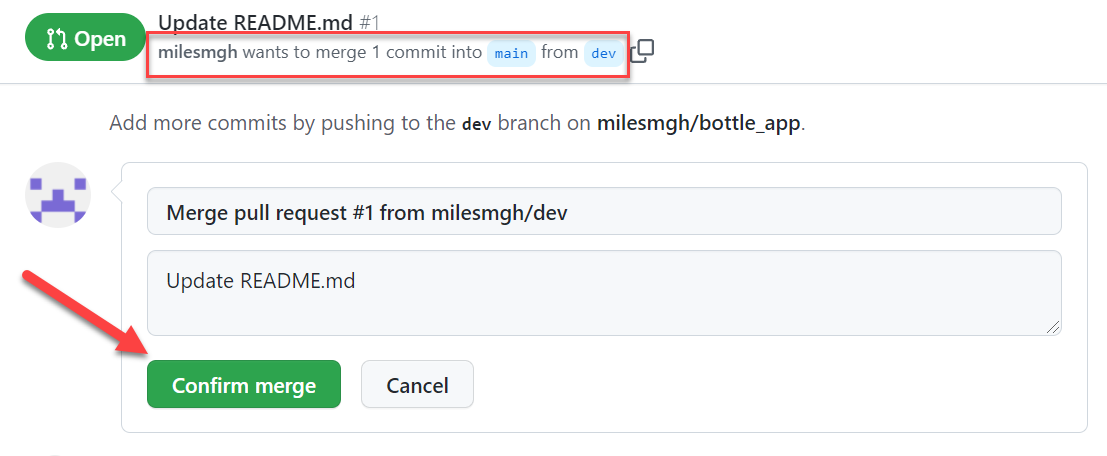 Open
Update README.md #1
milesmgh wants to merge 1 commit into main from dev
Add more commits by pushing to the dev branch on milesmgh/bottle_app.
Merge pull request #1 from milesmgh/dev
Update README.md
Confirm merge
Cancel